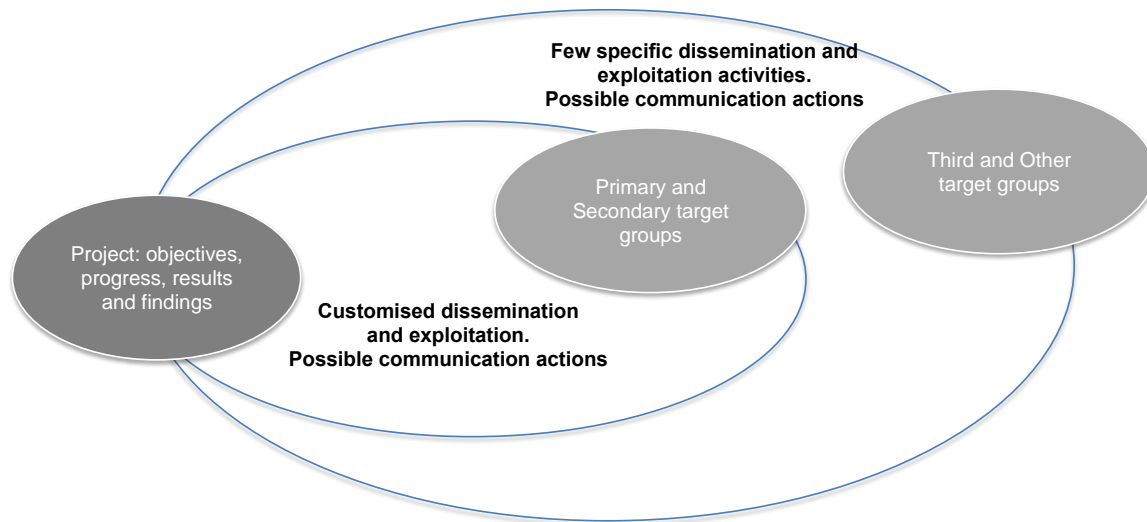 Few specific dissemination and
exploitation activities.
Possible communication actions
Third and Other
target groups
Primary and
Secondary target
groups
Project: objectives,
progress, results
and findings
Customised dissemination
and exploitation.
Possible communication actions